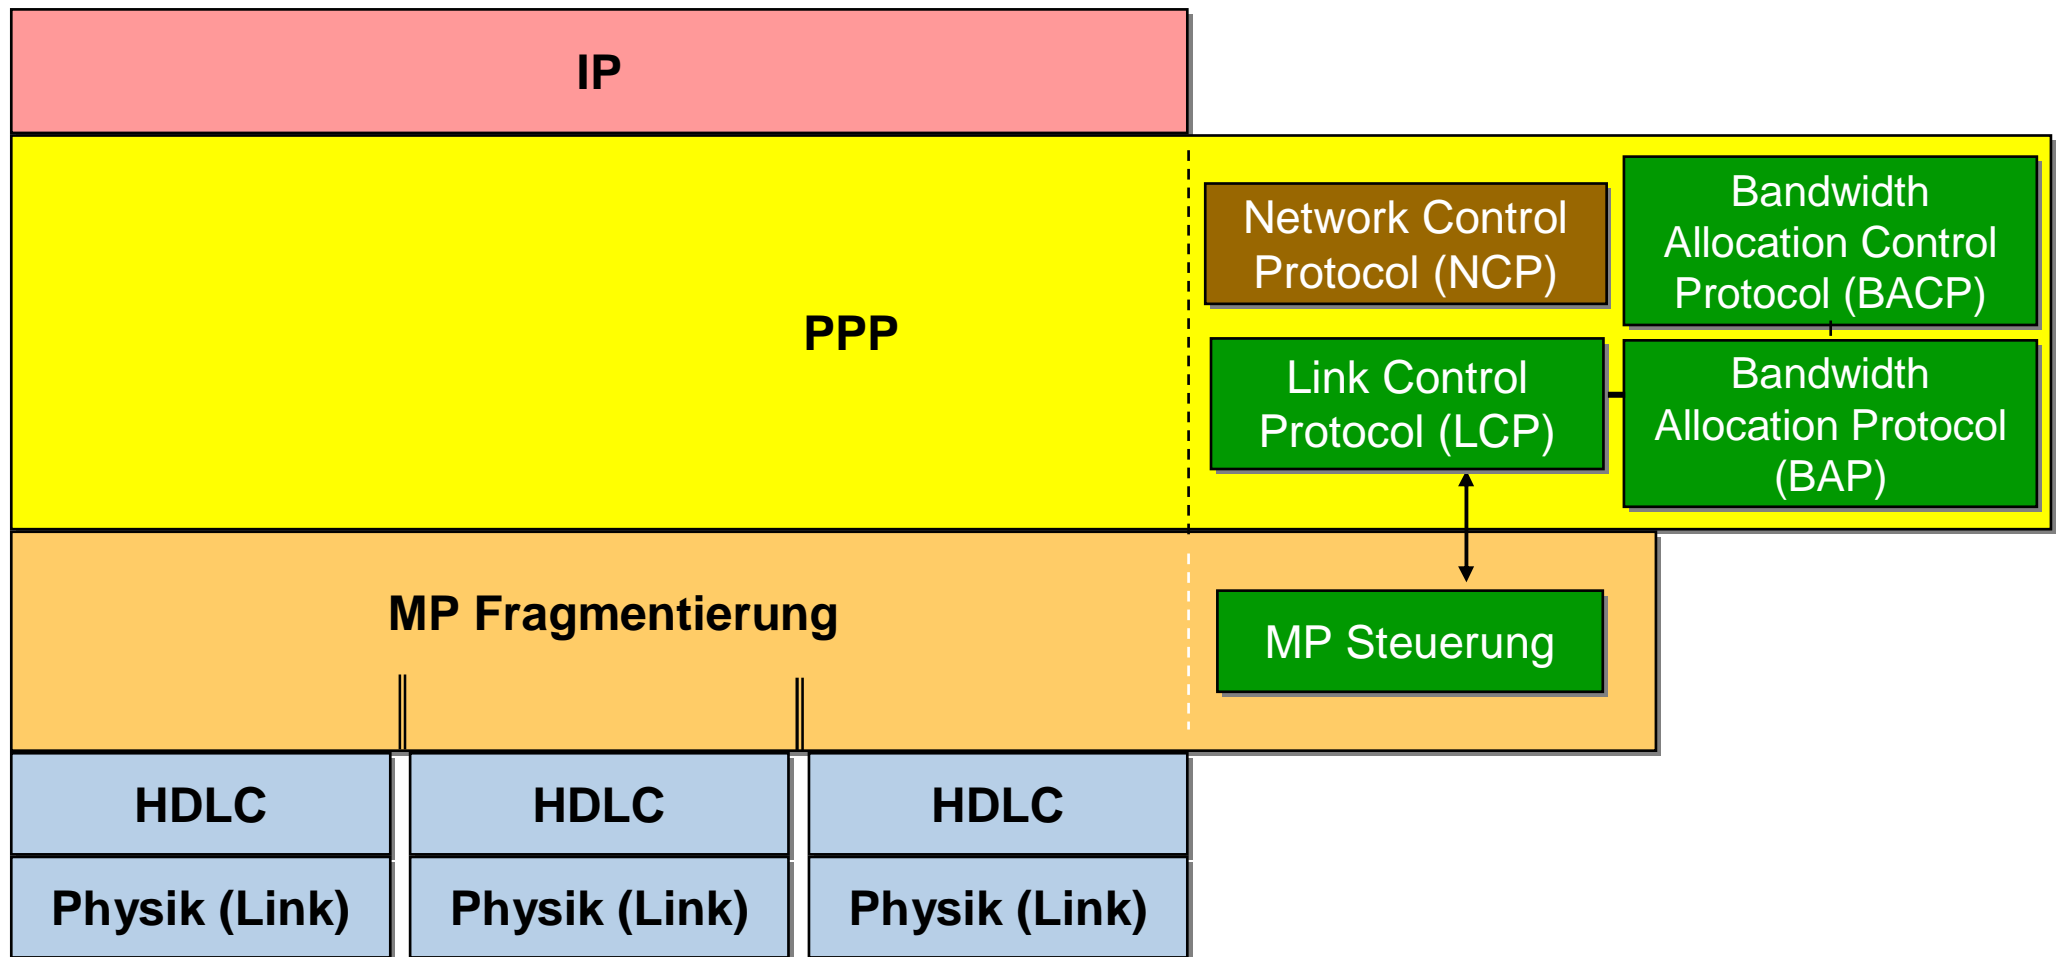 IP
PPP
Network Control
Protocol (NCP)
Bandwidth
Allocation Control
Protocol (BACP)
Link Control
Protocol (LCP)
Bandwidth
Allocation Protocol
(BAP)
MP Fragmentierung
MP Steuerung
HDLC
HDLC
HDLC
Physik (Link)
Physik (Link)
Physik (Link)